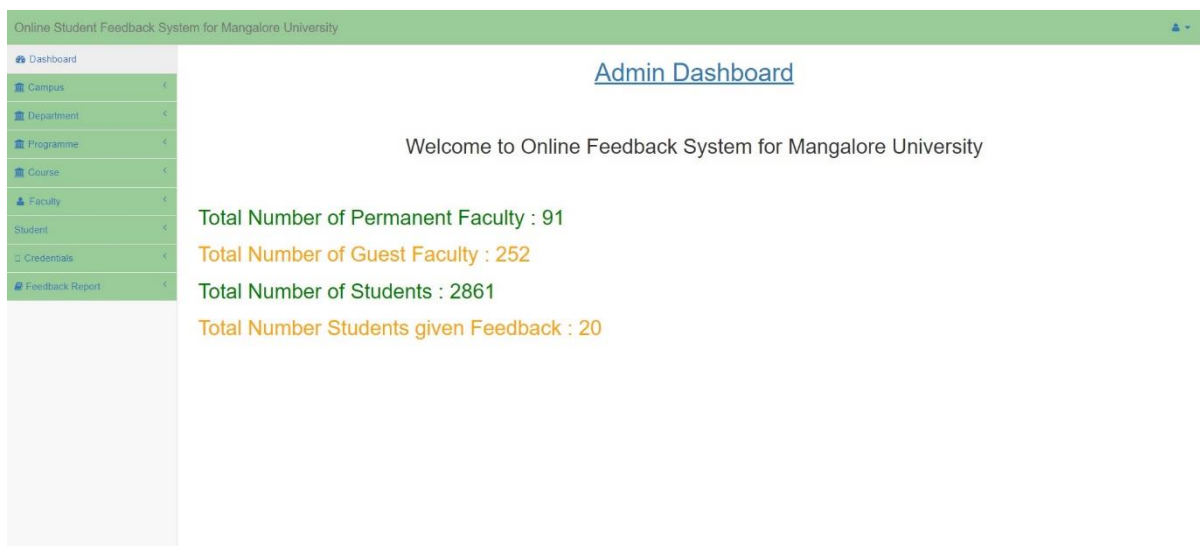 Online Student Feedback System for Mangalore University
Dashboard
Campus
Department
Programme
Course
Faculty
Student
Credentials
Feedback Report
Admin Dashboard
Welcome to Online Feedback System for Mangalore University
Total Number of Permanent Faculty : 91
Total Number of Guest Faculty : 252
Total Number of Students : 2861
Total Number Students given Feedback : 20